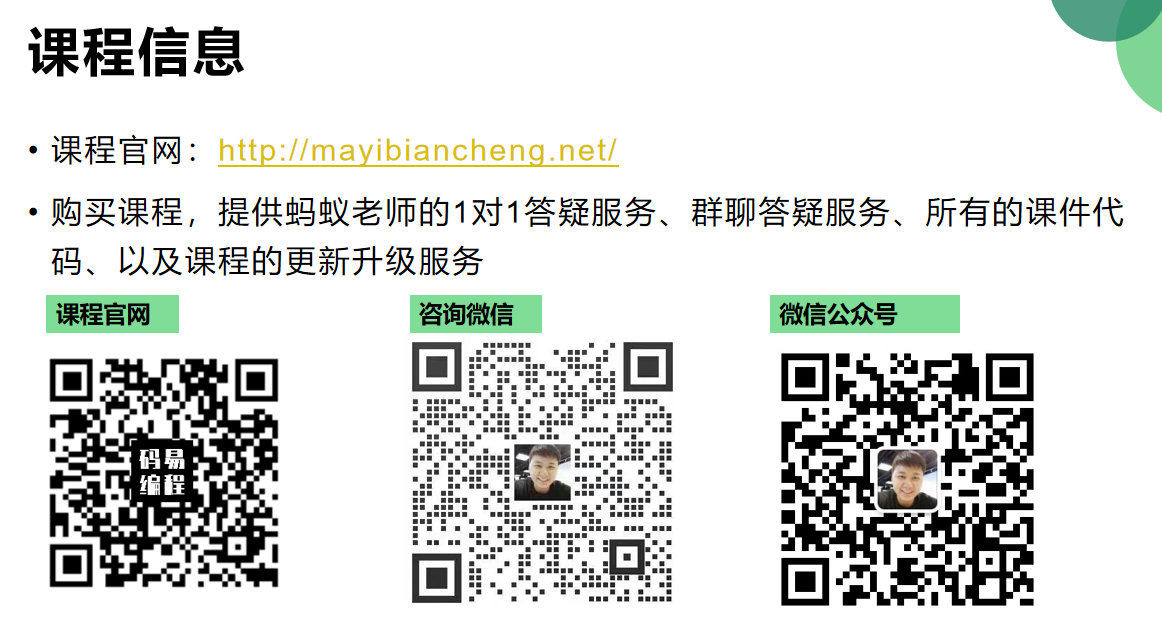 课程信息
• 课程官网：http://mayibiancheng.net/
• 购买课程，提供蚂蚁老师的1对1答疑服务、群聊答疑服务、所有的课件代
码、以及课程的更新升级服务
课程官网
咨询微信
微信公众号
码易
编程